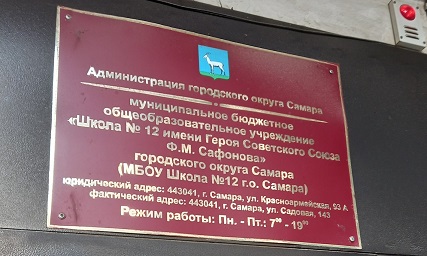 Администрация городского округа Самара
муниципальное бюджетное
общеобразовательное учреждение
«Школа № 12 имени Героя Советского Союза
Ф.М. Сафонова»
городского округа Самара
(МБОУ Школа №12 г.о. Самара)
юридический адрес: 443041, г. Самара, ул. Красноармейская, 93 А
фактический адрес: 443041, г. Самара, ул. Садовая, 143
Режим работы: Пн. - Пт.: 7⁰⁰ - 19⁰⁰